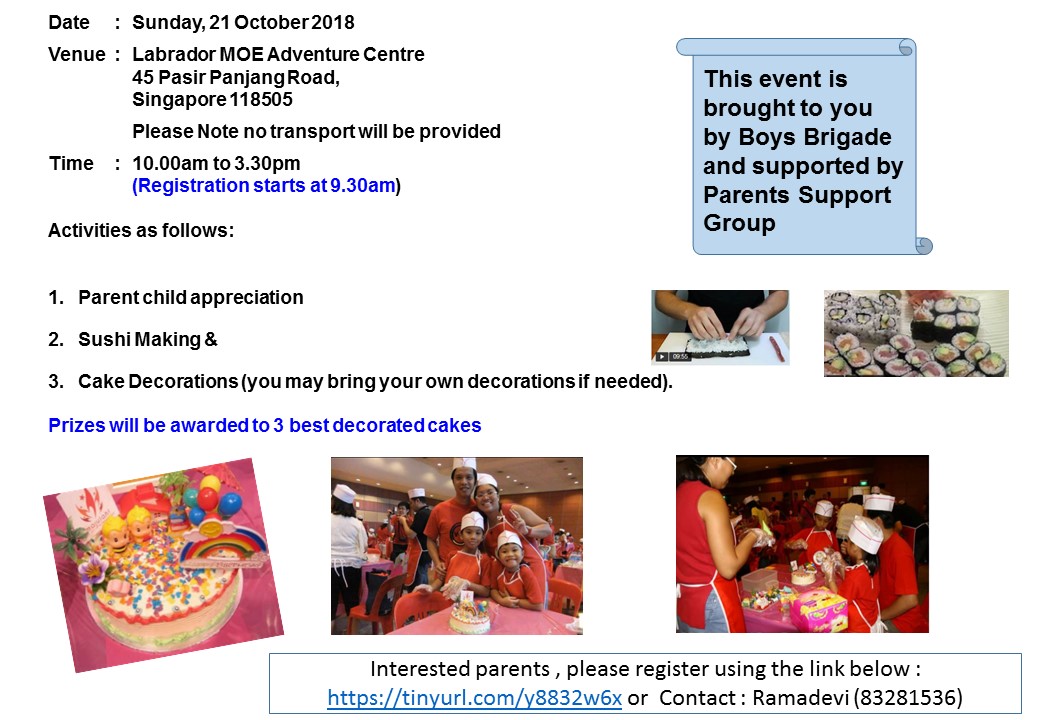 Date : Sunday, 21 October 2018
Venue : Labrador MOE Adventure Centre
45 Pasir Panjang Road,
Singapore 118505
Please Note no transport will be provided
Time : 10.00am to 3.30pm
(Registration starts at 9.30am)
This event is
brought to you
by Boys Brigade
and supported by
Parents Support
Group
Activities as follows:
1. Parent child appreciation
2. Sushi Making &
3. Cake Decorations (you may bring your own decorations if needed).
09:55
Prizes will be awarded to 3 best decorated cakes
Interested parents , please register using the link below :
https://tinyurl.com/y8832w6x or Contact : Ramadevi (83281536)